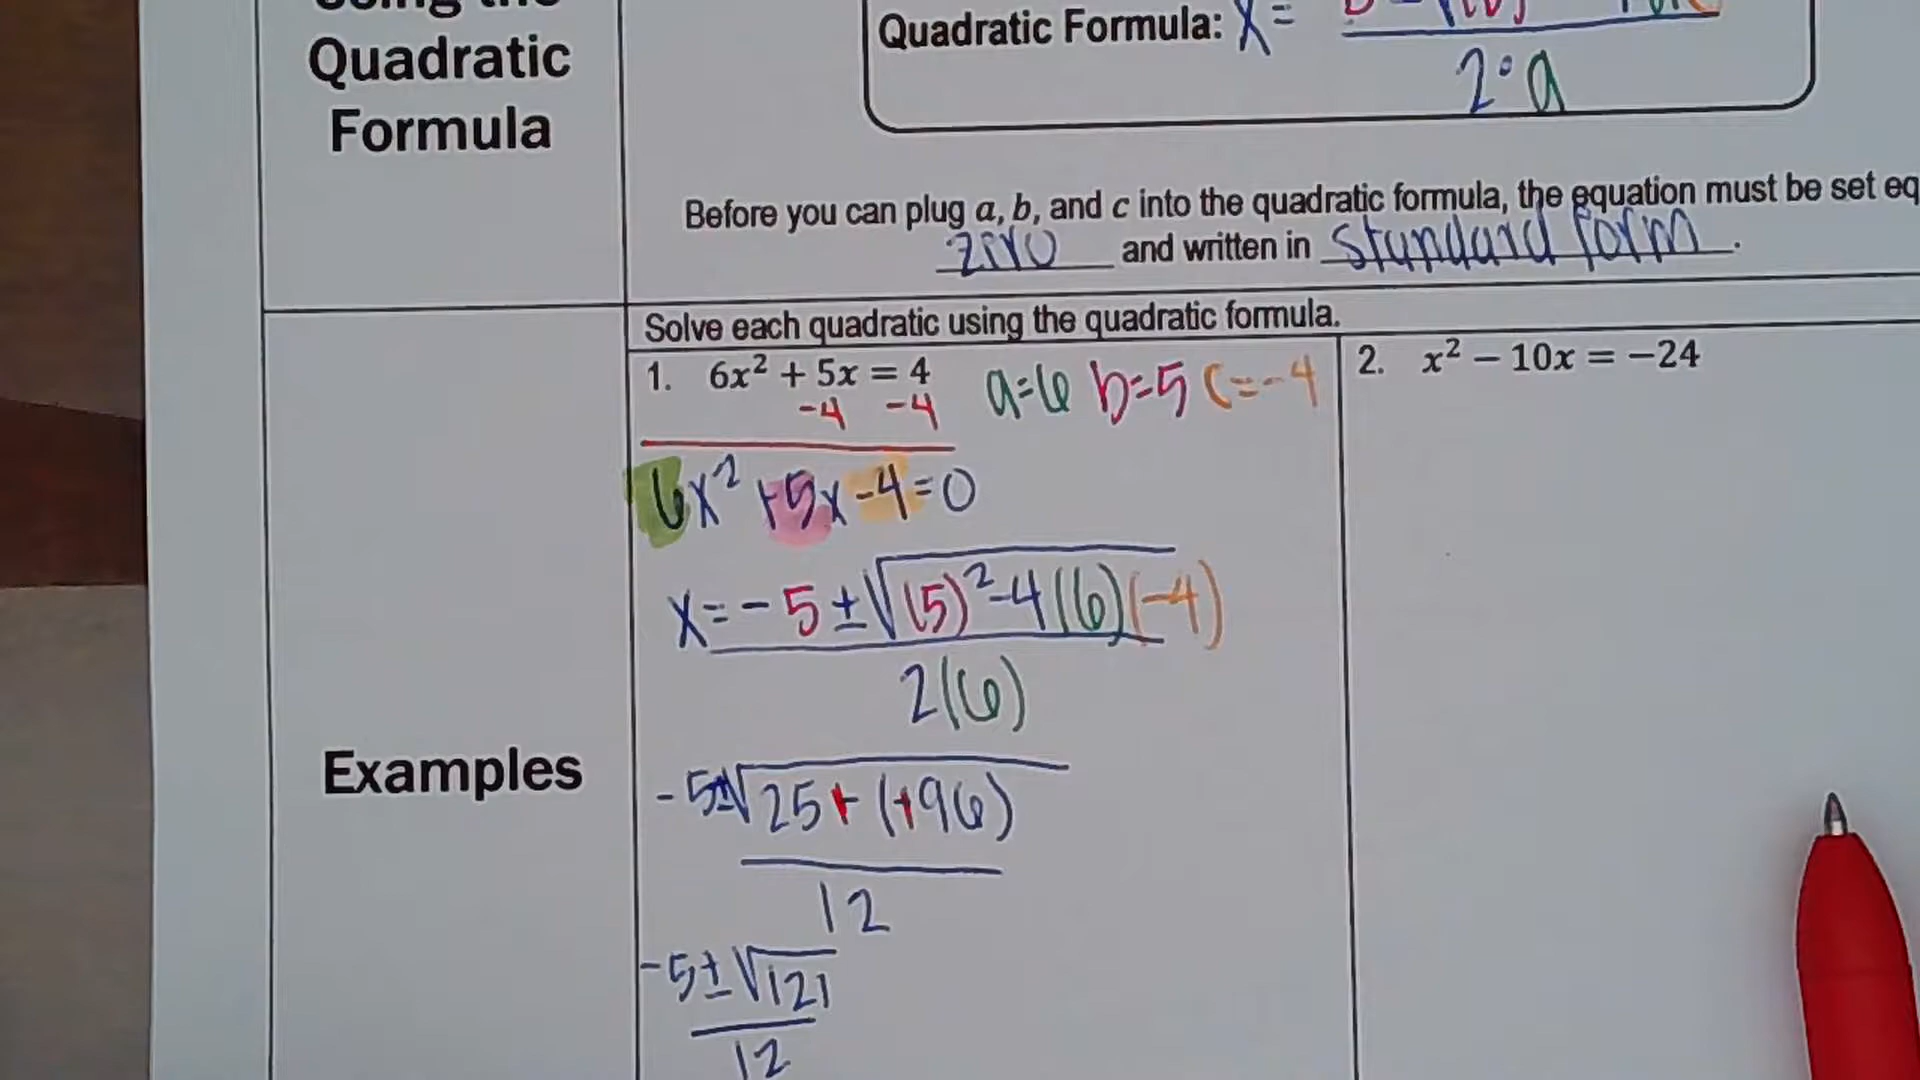 Using the
Quadratic
Formula
Quadratic Formula: x =
2·a
Before you can plug a, b, and c into the quadratic formula, the equation must be set eq
zero and written in standard form.
Solve each quadratic using the quadratic formula.
1. 6x² + 5x = 4 a=6 b=5 c=-4
-4 -4
6x² +5x-4=0
x=-5±√(5)²-4(6)(-4)
2(6)
Examples
-5±√25+(+96)
12
-5±√121
12
2. x² − 10x = −24